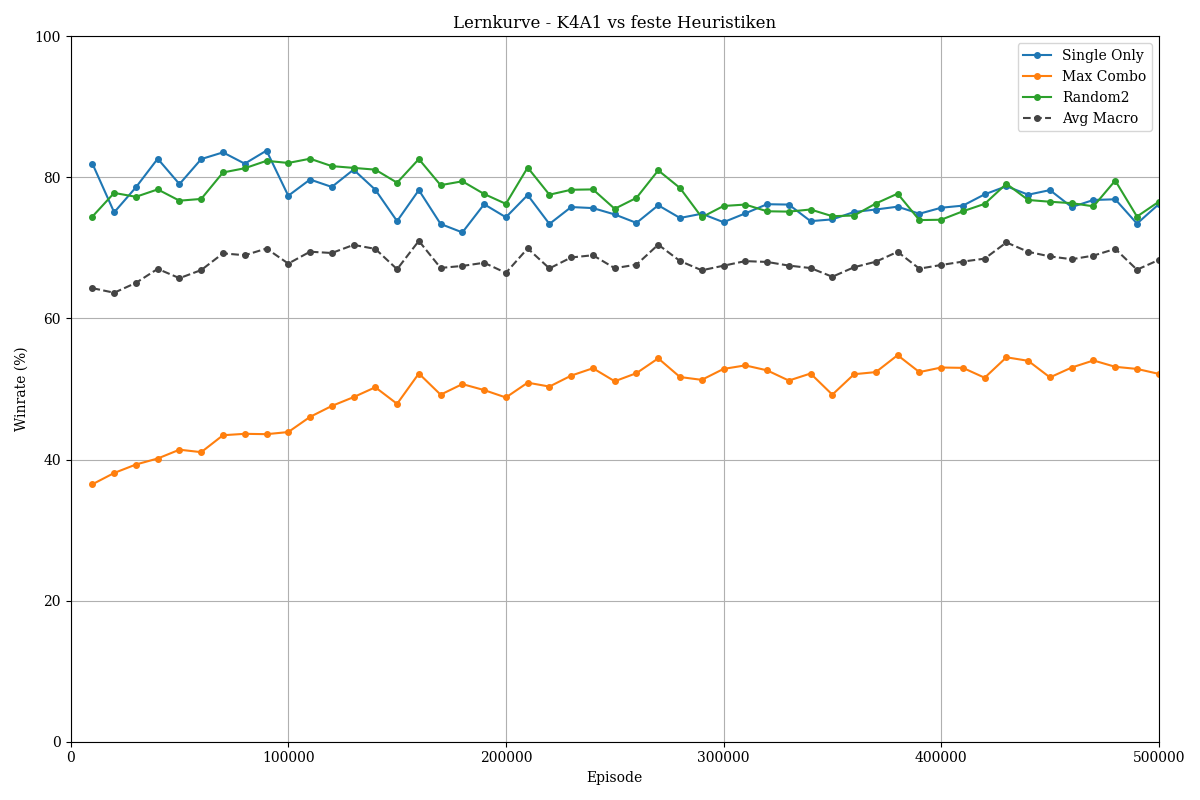 Lernkurve - K4A1 vs feste Heuristiken
Single Only
Max Combo
Random2
Avg Macro
Winrate (%)
100
80
60
40
20
0
0 100000 200000 300000 400000 500000
Episode